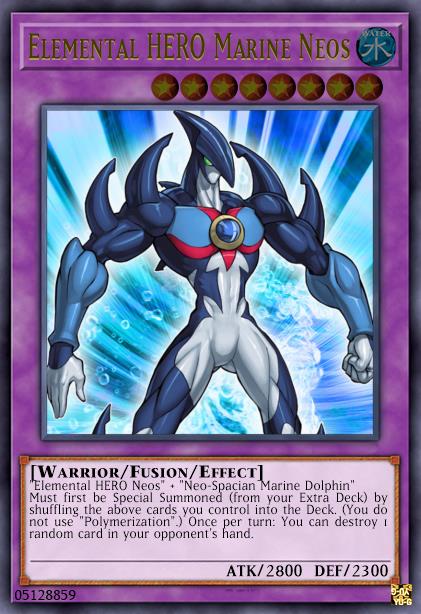 Elemental HERO Marine Neos
WATER
水
[Warrior/Fusion/Effect]
"Elemental HERO Neos" + "Neo-Spacian Marine Dolphin"
Must first be Special Summoned (from your Extra Deck) by
shuffling the above cards you control into the Deck. (You do
not use "Polymerization".) Once per turn: You can destroy 1
random card in your opponent's hand.
ATK/2800 DEF/2300
05128859